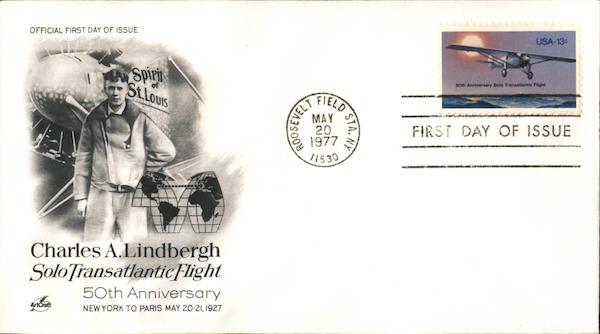 OFFICIAL FIRST DAY OF ISSUE
Spirit
of
St. Louis
Charles A. Lindbergh
Solo Transatlantic Flight
50th Anniversary
NEW YORK TO PARIS MAY 20-21, 1927
ArtCraft
ROOSEVELT FIELD STA. NY
MAY
20
1977
11530
USA·13c
50th Anniversary Solo Transatlantic Flight
FIRST DAY OF ISSUE